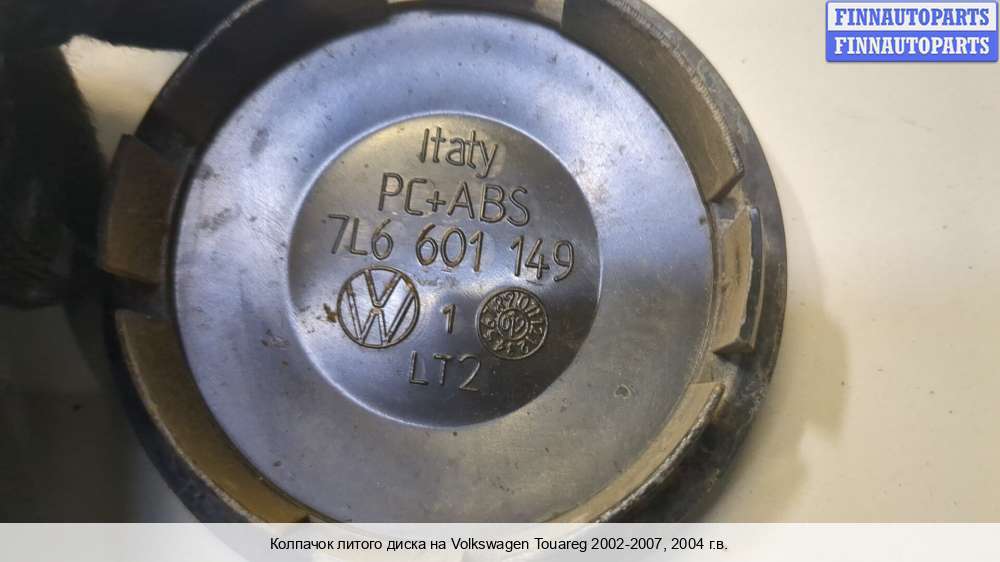 FINNAUTOPARTS
FINNAUTOPARTS
Italy
PC+ABS
7L6 601 149
1
LT2
Колпачок литого диска на Volkswagen Touareg 2002-2007, 2004 г.в.